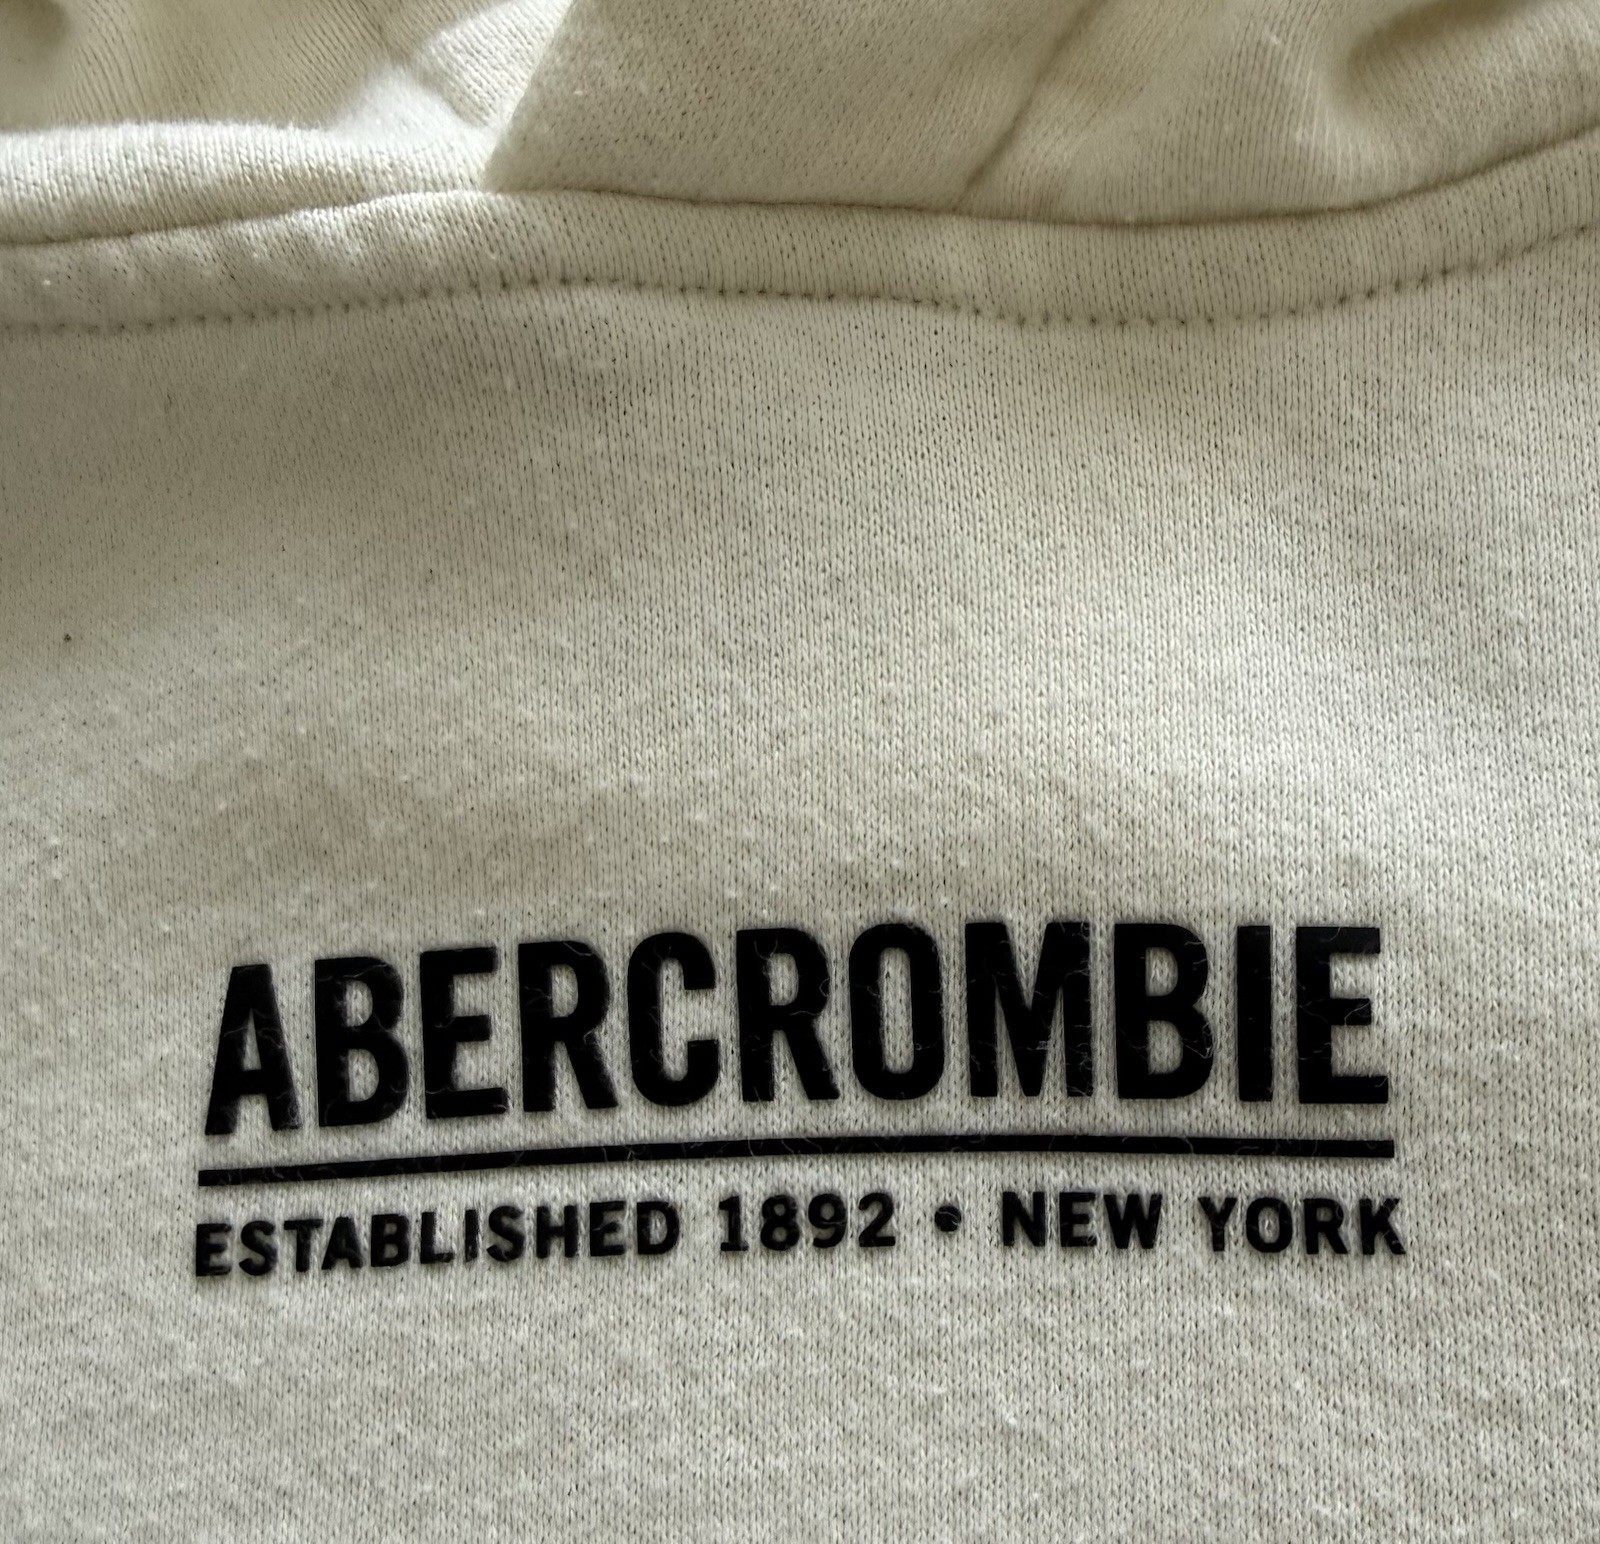 ABERCROMBIE
ESTABLISHED 1892 • NEW YORK